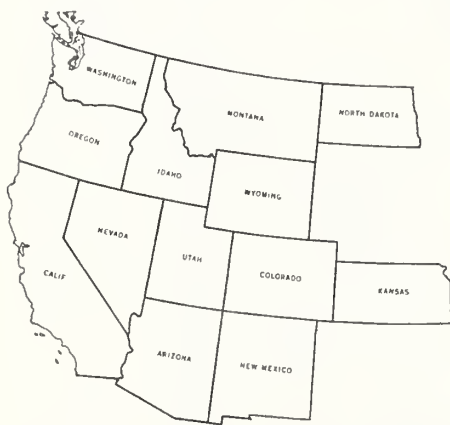 WASHINGTON
MONTANA
NORTH DAKOTA
OREGON
IDAHO
WYOMING
NEVADA
UTAH
COLORADO
CALIF
KANSAS
ARIZONA
NEW MEXICO